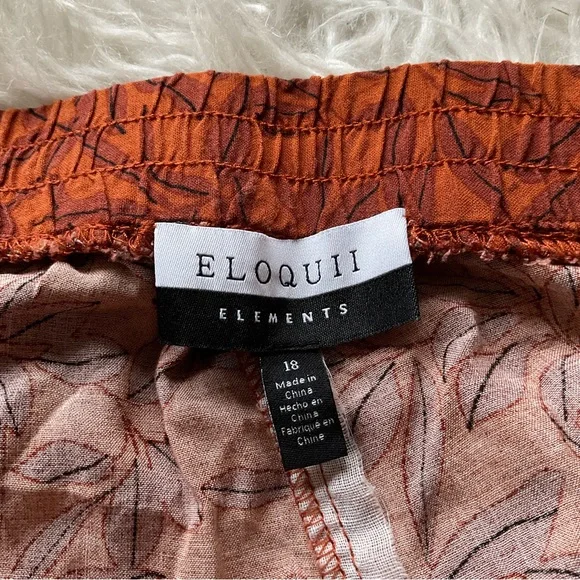 ELOQUII
ELEMENTS
18
Made in
China
Hecho en
China
Fabriqué en
Chine